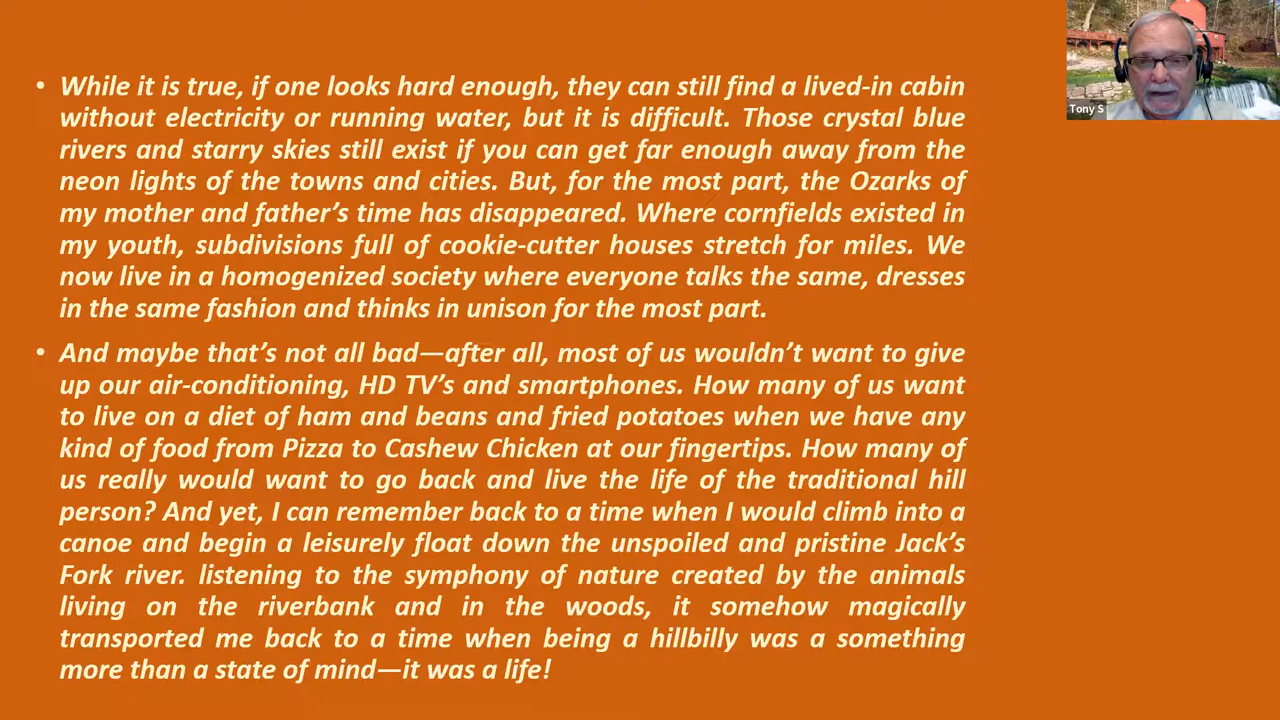 • While it is true, if one looks hard enough, they can still find a lived-in cabin
without electricity or running water, but it is difficult. Those crystal blue
rivers and starry skies still exist if you can get far enough away from the
neon lights of the towns and cities. But, for the most part, the Ozarks of
my mother and father's time has disappeared. Where cornfields existed in
my youth, subdivisions full of cookie-cutter houses stretch for miles. We
now live in a homogenized society where everyone talks the same, dresses
in the same fashion and thinks in unison for the most part.
• And maybe that's not all bad—after all, most of us wouldn't want to give
up our air-conditioning, HD TV's and smartphones. How many of us want
to live on a diet of ham and beans and fried potatoes when we have any
kind of food from Pizza to Cashew Chicken at our fingertips. How many of
us really would want to go back and live the life of the traditional hill
person? And yet, I can remember back to a time when I would climb into a
canoe and begin a leisurely float down the unspoiled and pristine Jack's
Fork river. listening to the symphony of nature created by the animals
living on the riverbank and in the woods, it somehow magically
transported me back to a time when being a hillbilly was a something
more than a state of mind—it was a life!
Tony S